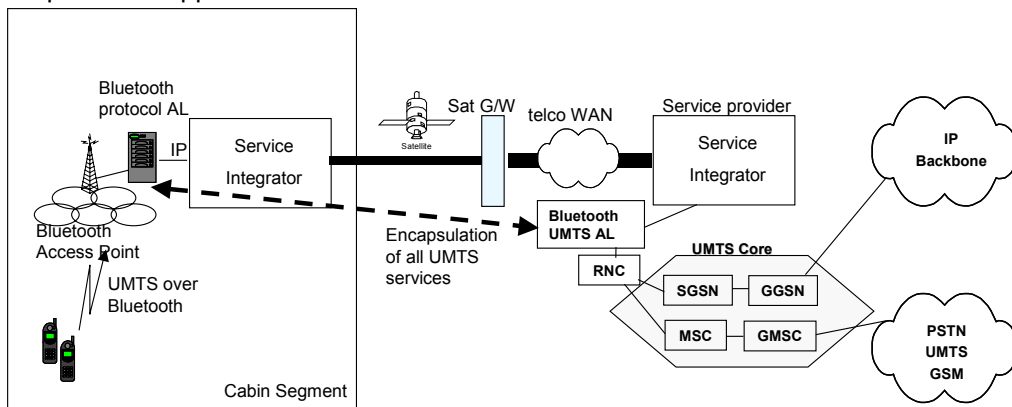 Bluetooth
protocol AL
IP
Service
Integrator
Satellite
Sat G/W
telco WAN
Service provider
Service
Integrator
IP
Backbone
Bluetooth
Access Point
UMTS over
Bluetooth
Encapsulation
of all UMTS
services
Bluetooth
UMTS AL
RNC
UMTS Core
SGSN
GGSN
MSC
GMSC
PSTN
UMTS
GSM
Cabin Segment